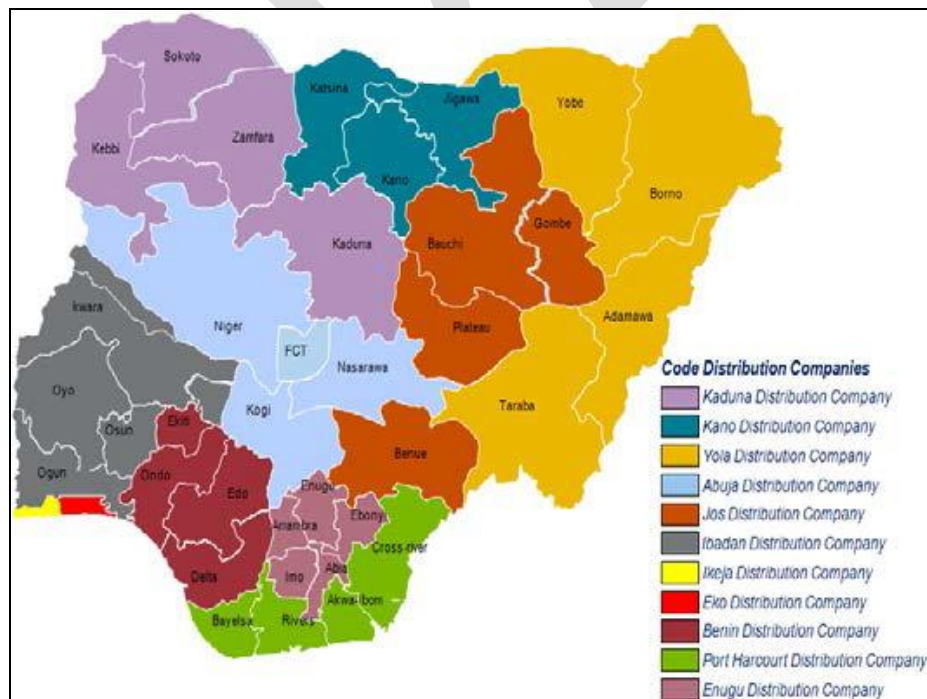 Sokoto
Katsina
Jigawa
Yobe
Kebbi
Zamfara
Kano
Borno
Kaduna
Bauchi
Gombe
Adamawa
kwara
Niger
FCT
Plateau
Nasarawa
Taraba
Oyo
Kogi
Osun
Ekiti
Benue
Ogun
Ondo
Edo
Enugu
Anambra
Ebony
Cross-river
Delta
Imo
Abia
Bayelsa
Rivers
Akwa-Ibom
Code Distribution Companies
Kaduna Distribution Company
Kano Distribution Company
Yola Distribution Company
Abuja Distribution Company
Jos Distribution Company
Ibadan Distribution Company
Ikeja Distribution Company
Eko Distribution Company
Benin Distribution Company
Port Harcourt Distribution Company
Enugu Distribution Company